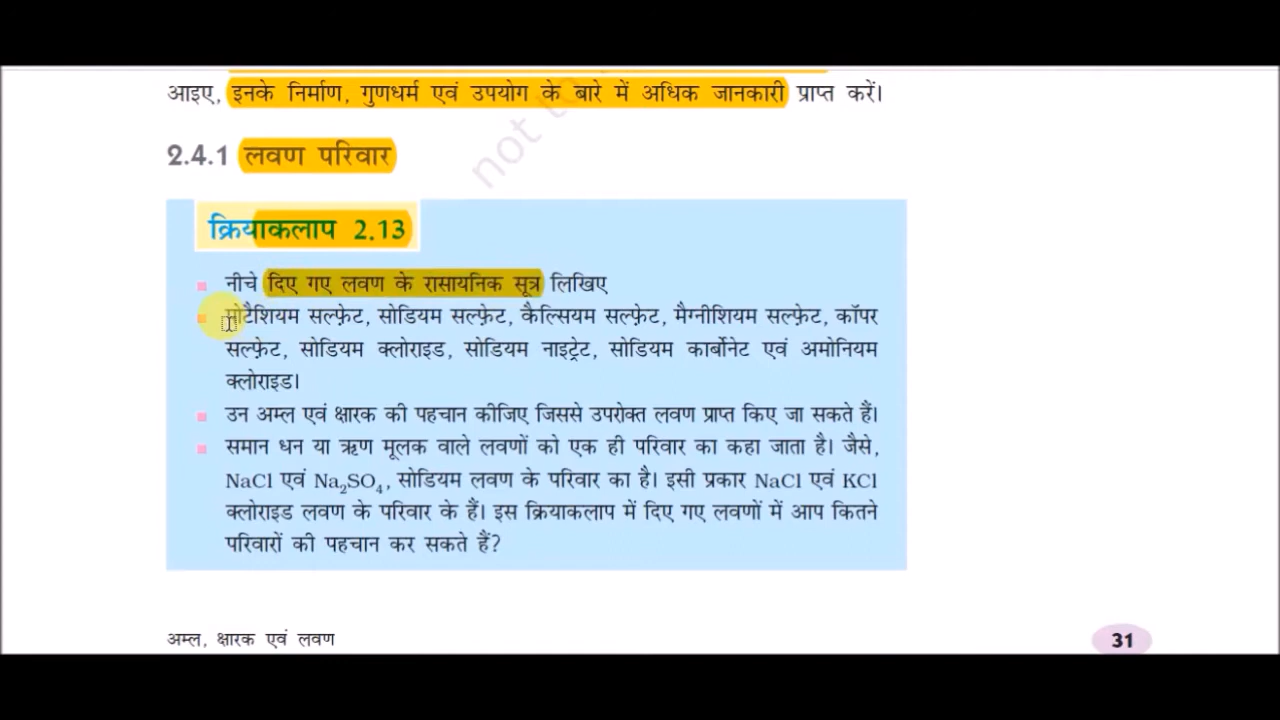 आइए, इनके निर्माण, गुणधर्म एवं उपयोग के बारे में अधिक जानकारी प्राप्त करें।
not to
2.4.1 लवण परिवार
क्रियाकलाप 2.13
नीचे दिए गए लवण के रासायनिक सूत्र लिखिए
पोटैशियम सल्फ़ेट, सोडियम सल्फ़ेट, कैल्सियम सल्फ़ेट, मैग्नीशियम सल्फ़ेट, कॉपर
सल्फ़ेट, सोडियम क्लोराइड, सोडियम नाइट्रेट, सोडियम कार्बोनेट एवं अमोनियम
क्लोराइड।
उन अम्ल एवं क्षारक की पहचान कीजिए जिससे उपरोक्त लवण प्राप्त किए जा सकते हैं।
समान धन या ऋण मूलक वाले लवणों को एक ही परिवार का कहा जाता है। जैसे,
NaCl एवं Na₂SO₄, सोडियम लवण के परिवार का है। इसी प्रकार NaCl एवं KCl
क्लोराइड लवण के परिवार के हैं। इस क्रियाकलाप में दिए गए लवणों में आप कितने
परिवारों की पहचान कर सकते हैं?
अम्ल, क्षारक एवं लवण
31